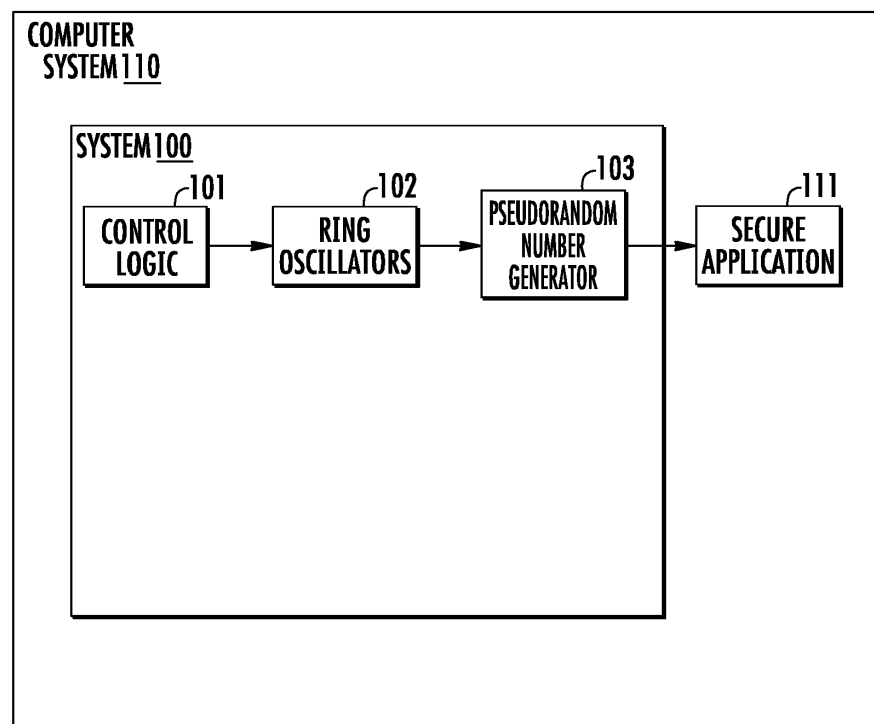 COMPUTER
SYSTEM 110
SYSTEM 100
101
CONTROL
LOGIC
102
RING
OSCILLATORS
103
PSEUDORANDOM
NUMBER
GENERATOR
111
SECURE
APPLICATION